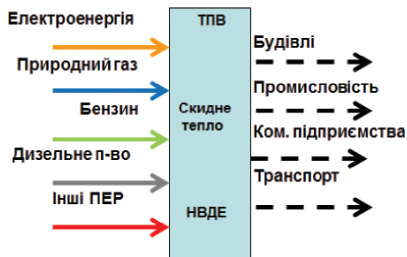 Електроенергія
Природний газ
Бензин
Дизельне п-во
Інші ПЕР
ТПВ
Скидне
тепло
НВДЕ
Будівлі
Промисловість
Ком. підприємства
Транспорт